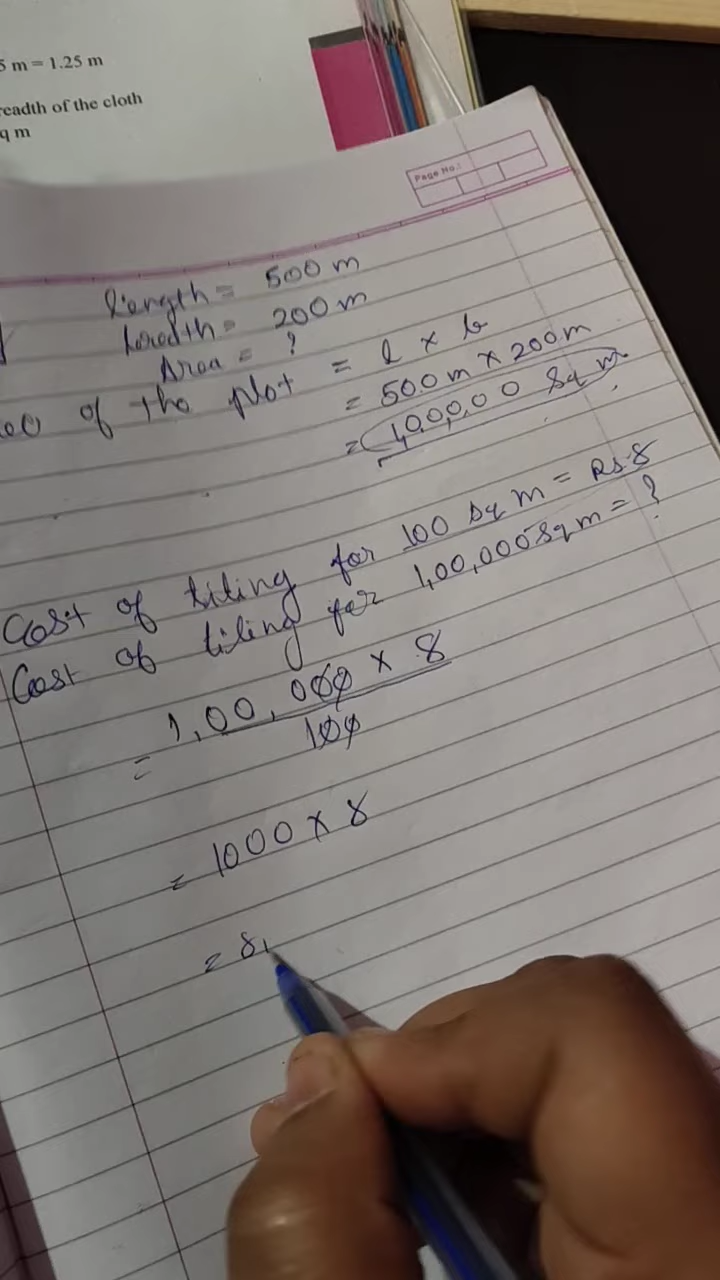 5 m = 1.25 m
readth of the cloth
q m
Page No.:
length = 500 m
bredth = 200 m
Area = ?
of the plot = l × b
= 500 m × 200 m
= 1,00,000 sq m
Cost of tiling for 100 sq m = Rs 8
Cost of tiling for 1,00,000 sq m = ?
= 1,00,000 × 8
100
= 1000 × 8
= 8,